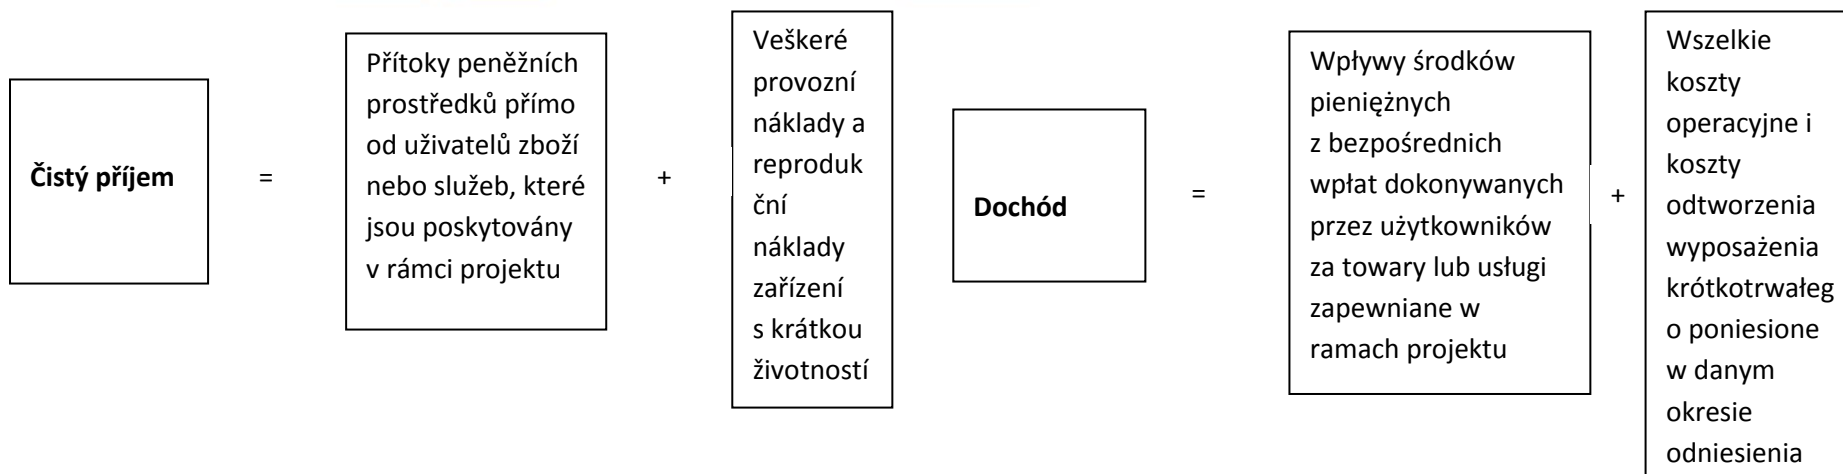 Čistý příjem
=
Přítoky peněžních
prostředků přímo
od uživatelů zboží
nebo služeb, které
jsou poskytovány
v rámci projektu
+
Veškeré
provozní
náklady a
reproduk
ční
náklady
zařízení
s krátkou
životností
Dochód
=
Wpływy środków
pieniężnych
z bezpośrednich
wpłat dokonywanych
przez użytkowników
za towary lub usługi
zapewniane w
ramach projektu
+
Wszelkie
koszty
operacyjne i
koszty
odtworzenia
wyposażenia
krótkotrwałeg
o poniesione
w danym
okresie
odniesienia